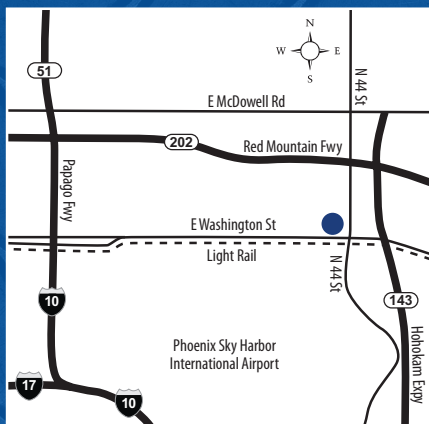 N
W E
S
51
N 44 St
E McDowell Rd
202
Red Mountain Fwy
Papago Fwy
E Washington St
Light Rail
N 44 St
10
143
Phoenix Sky Harbor
International Airport
Hohokam Expy
17
10